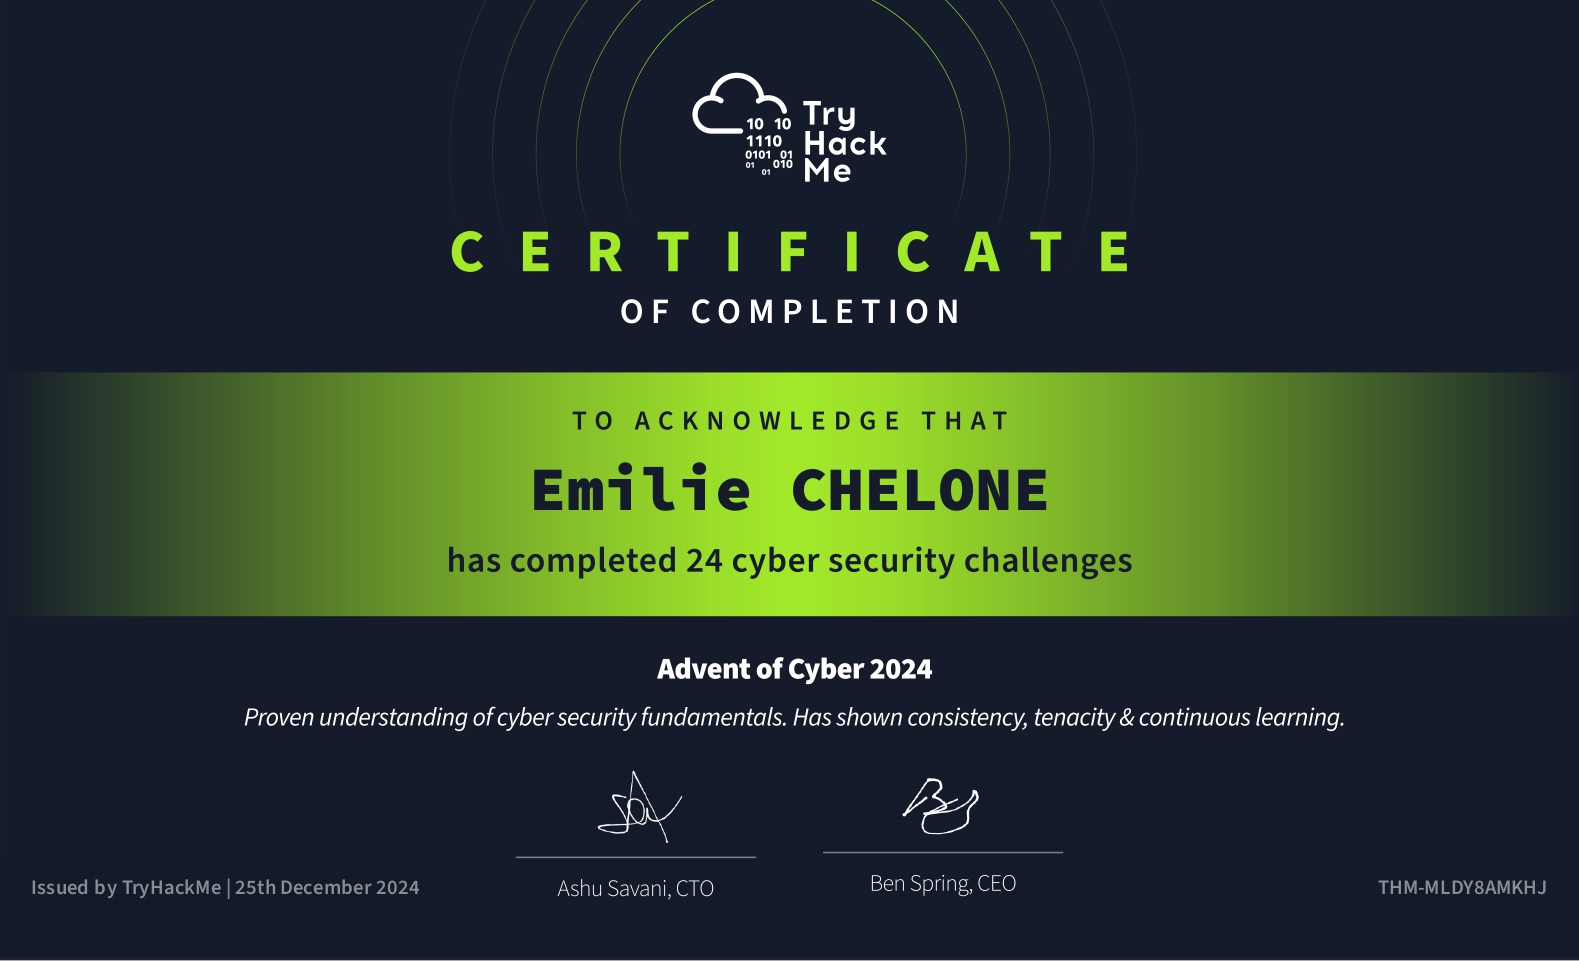 10 10
1110
0101 01
01 010
01
Try
Hack
Me
CERTIFICATE
OF COMPLETION
TO ACKNOWLEDGE THAT
Emilie CHELONE
has completed 24 cyber security challenges
Advent of Cyber 2024
Proven understanding of cyber security fundamentals. Has shown consistency, tenacity & continuous learning.
Issued by TryHackMe | 25th December 2024
Ashu Savani, CTO
Ben Spring, CEO
THM-MLDY8AMKHJ